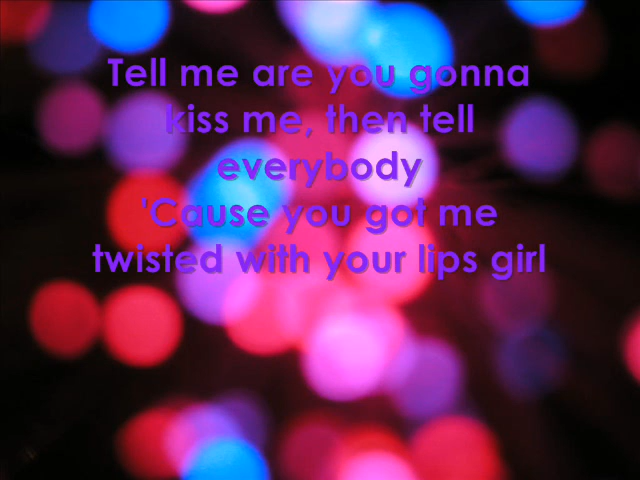 Tell me are you gonna
kiss me, then tell
everybody
'Cause you got me
twisted with your lips girl